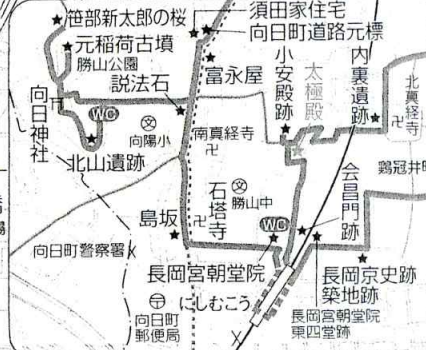 笹部新太郎の桜
元稲荷古墳
勝山公園
説法石
向日神社
WC
文
向陽小
北山遺跡
須田家住宅
向日町道路元標
富永屋
小安殿跡
太極殿
内裏遺跡
北真経寺
南真経寺
石塔寺
文
勝山中
会昌門跡
鶏冠井町
島坂
WC
向日町警察署
長岡宮朝堂院
にしむこう
向日町
郵便局
長岡京史跡
築地跡
長岡宮朝堂院
東四堂跡